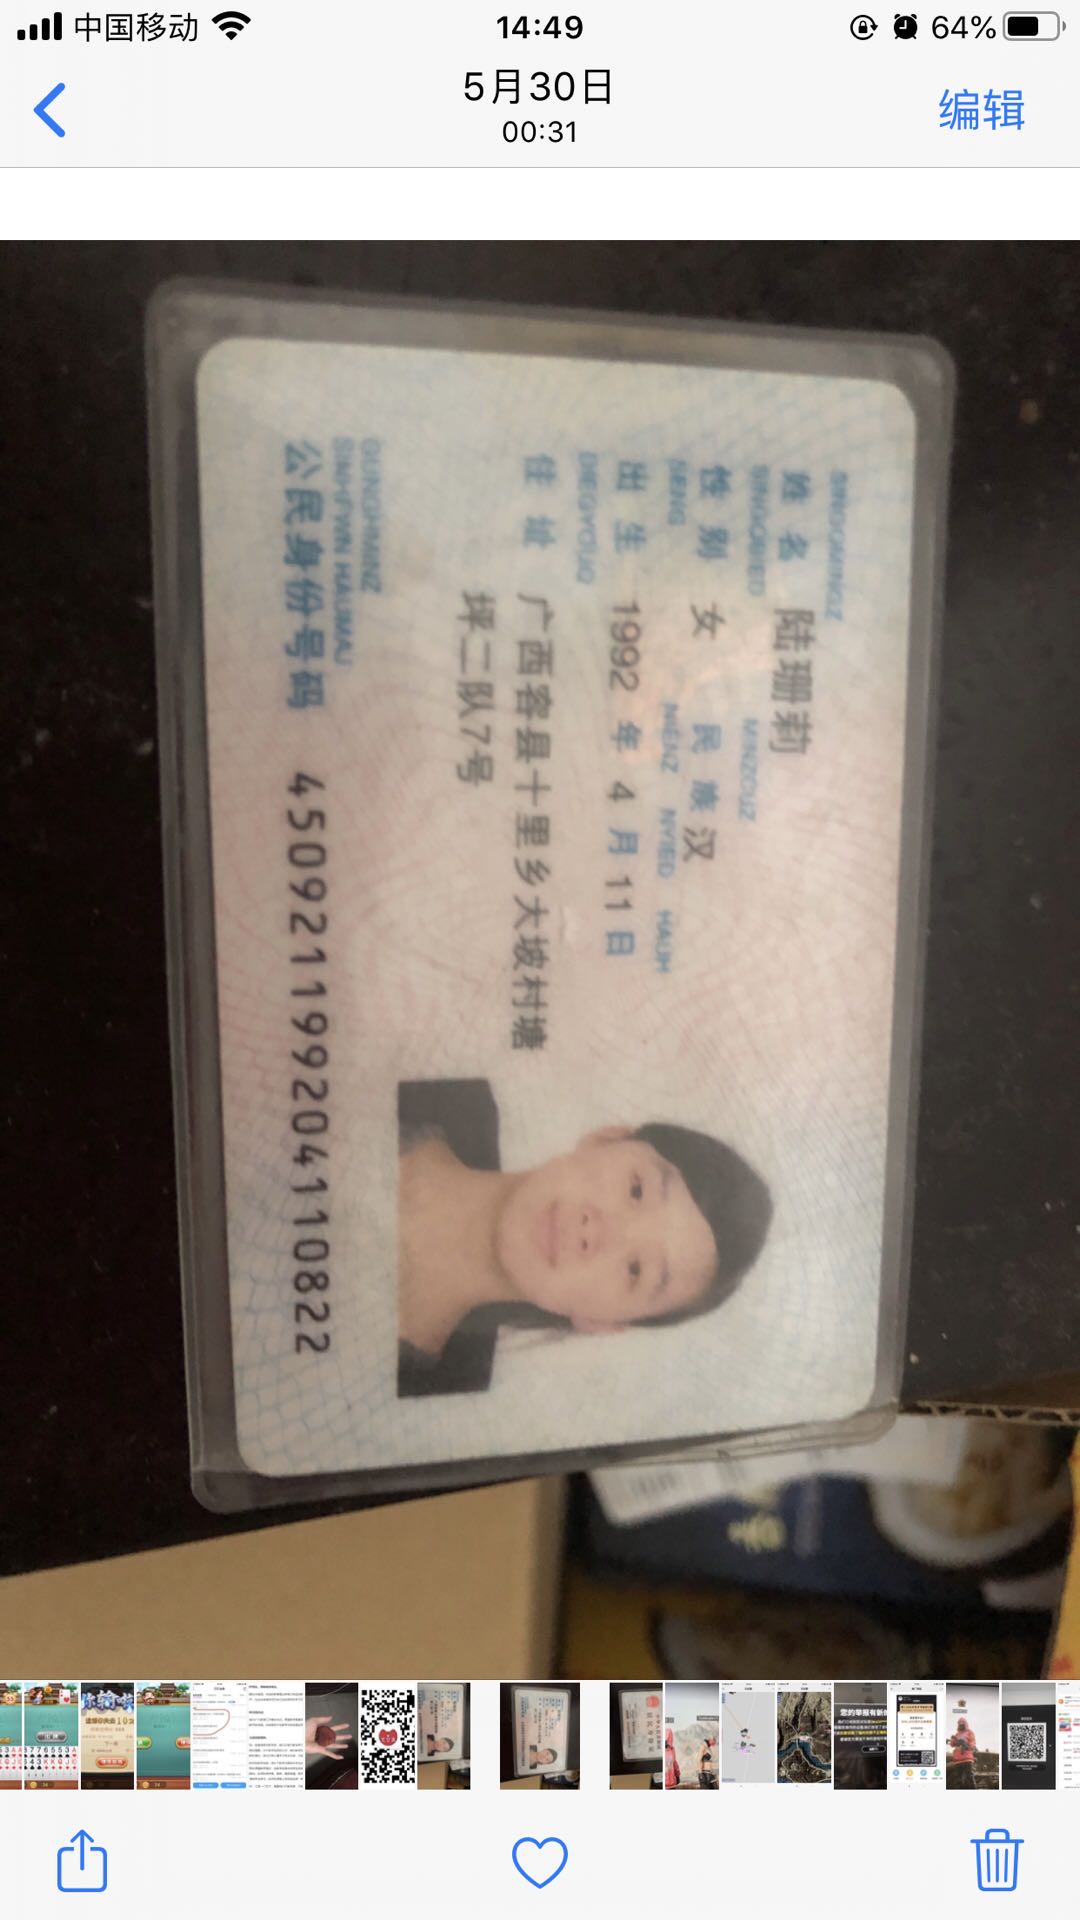 中国移动
14:49
64%
5月30日
00:31
编辑
SINGQMINGZ
姓名 陆珊莉
SINGQBIED MINZCUZ
性别 女 民族 汉
SENG NIENZ NYIED HAUH
出生 1992 年 4 月 11 日
DIEGYOUQ
住址 广西容县十里乡大坡村塘
坪二队7号
GUNGHMINZ
SINHFWN HAUMAJ
公民身份号码 450921199204110822